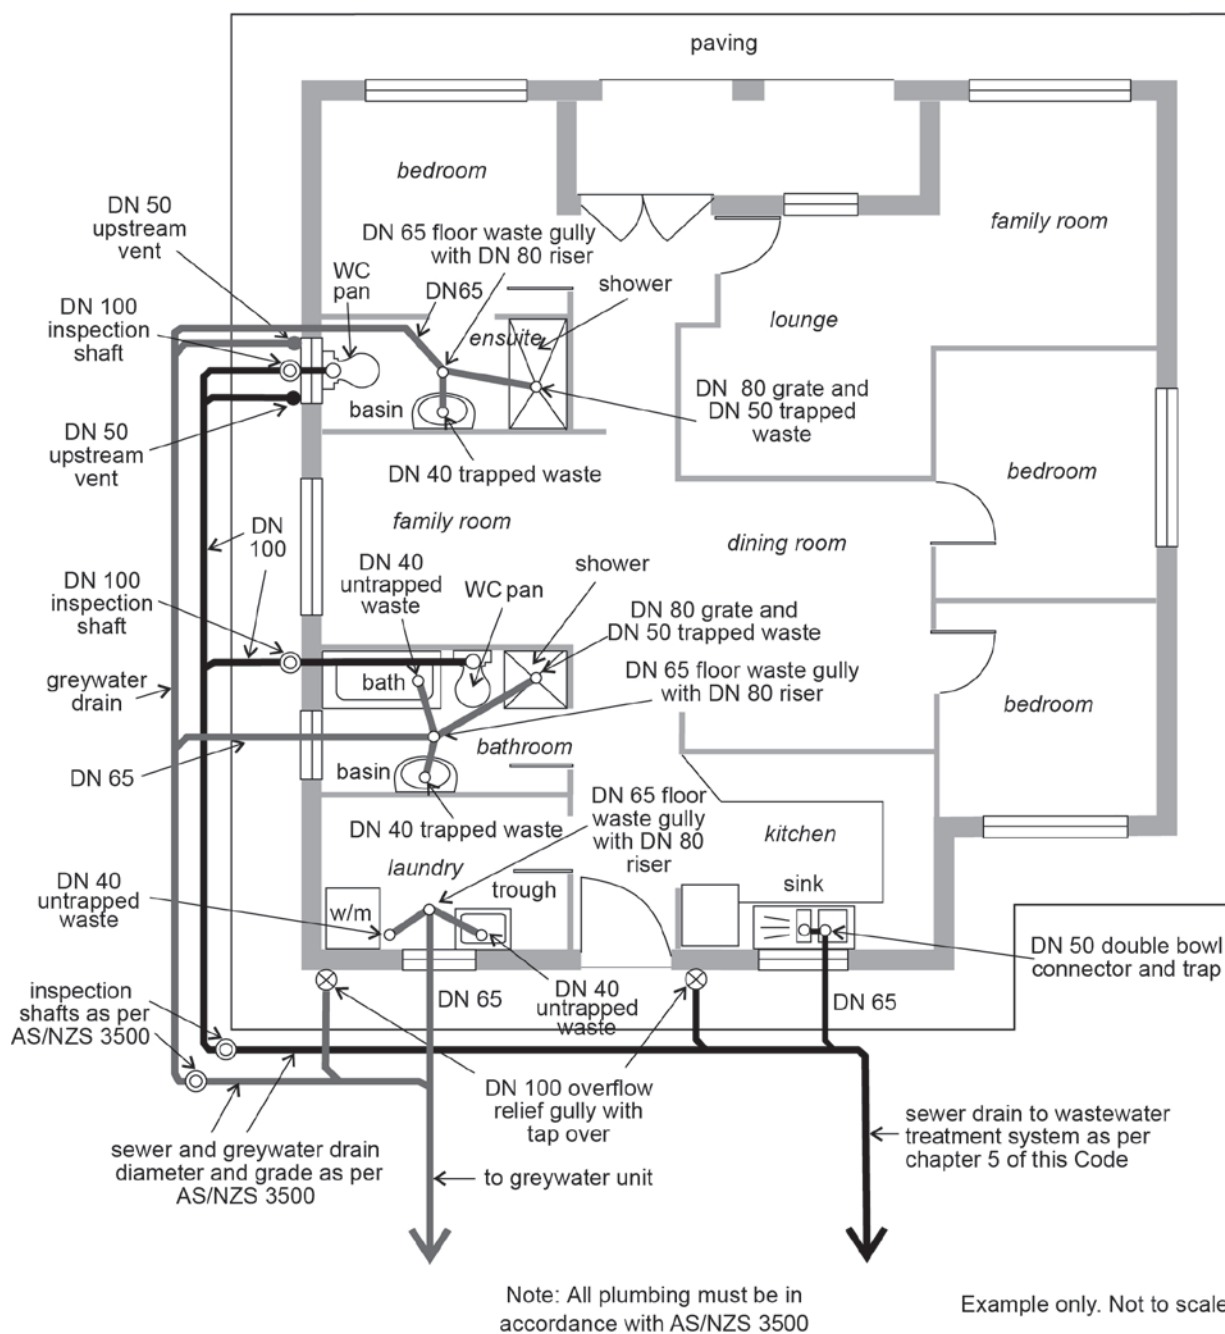 paving
bedroom
DN 50
upstream
vent
DN 65 floor waste gully
with DN 80 riser
family room
WC
pan
DN65
shower
DN 100
inspection
shaft
ensuite
lounge
basin
DN 80 grate and
DN 50 trapped
waste
DN 50
upstream
vent
DN 40 trapped waste
bedroom
family room
DN
100
dining room
DN 40
untrapped
waste
shower
WC pan
DN 100
inspection
shaft
DN 80 grate and
DN 50 trapped waste
DN 65 floor waste gully
with DN 80 riser
greywater
drain
bath
bedroom
bathroom
DN 65
basin
DN 65 floor
waste gully
with DN 80
riser
DN 40 trapped waste
kitchen
laundry
DN 40
untrapped
waste
trough
sink
w/m
DN 50 double bowl
connector and trap
inspection
shafts as per
AS/NZS 3500
DN 65
DN 40
untrapped
waste
DN 65
DN 100 overflow
relief gully with
tap over
sewer drain to wastewater
treatment system as per
chapter 5 of this Code
sewer and greywater drain
diameter and grade as per
AS/NZS 3500
to greywater unit
Note: All plumbing must be in
accordance with AS/NZS 3500
Example only. Not to scale